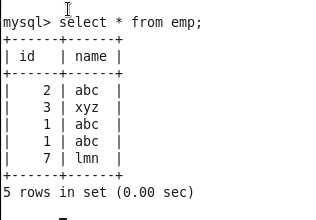 mysql> select * from emp;
+------+------+
| id   | name |
+------+------+
|    2 | abc  |
|    3 | xyz  |
|    1 | abc  |
|    1 | abc  |
|    7 | lmn  |
+------+------+
5 rows in set (0.00 sec)